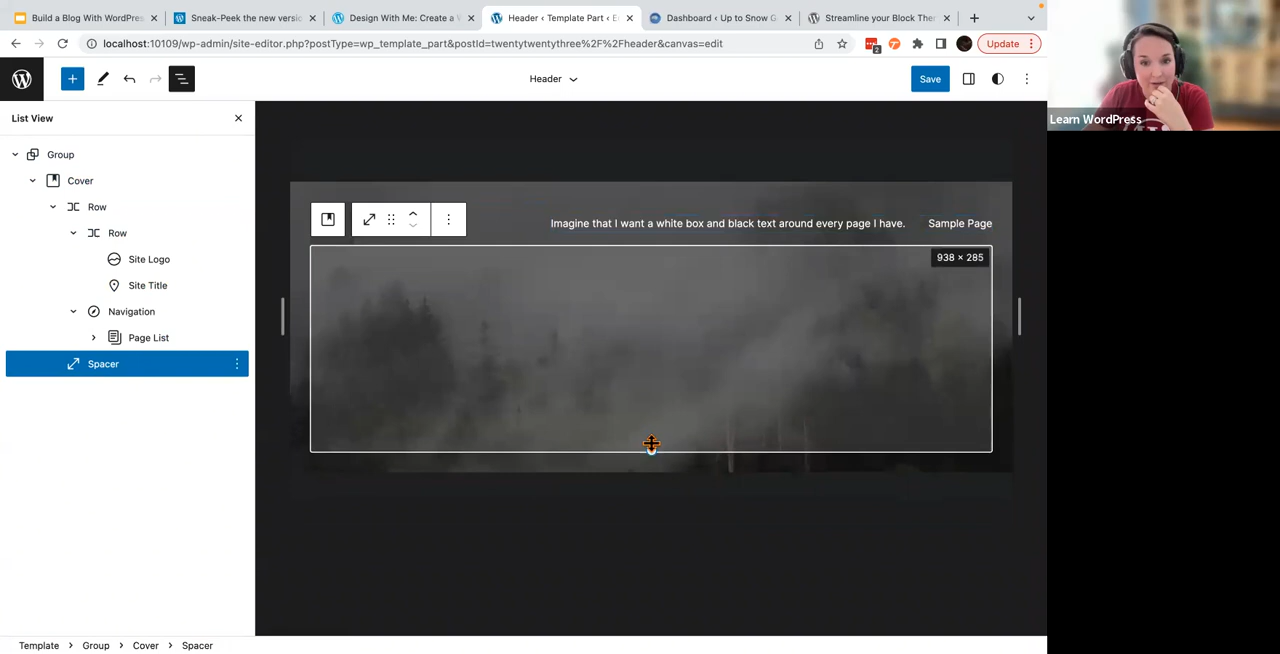 Build a Blog With WordPres
Sneak-Peek the new versio
Design With Me: Create a
Header ‹ Template Part ‹ E
Dashboard ‹ Up to Snow G
Streamline your Block The
localhost:10109/wp-admin/site-editor.php?postType=wp_template_part&postId=twentytwentythree%2F%2Fheader&canvas=edit
2
Update
Header
Save
Learn WordPress
List View
Group
Cover
Row
Row
Site Logo
Site Title
Navigation
Page List
Spacer
Imagine that I want a white box and black text around every page I have.
Sample Page
938 × 285
Template > Group > Cover > Spacer